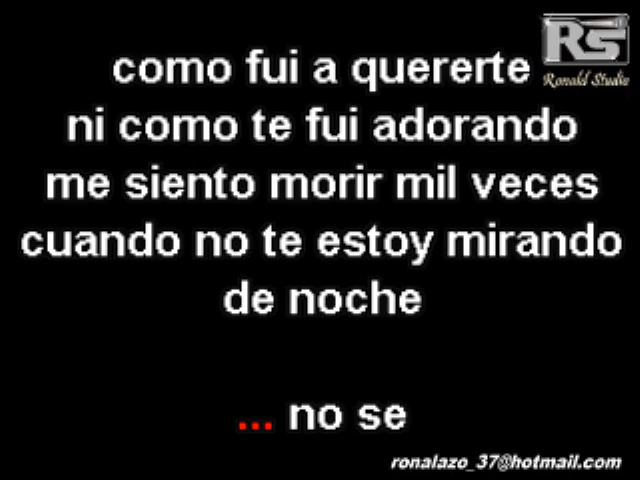 RS
Ronald Studio
como fui a quererte
ni como te fui adorando
me siento morir mil veces
cuando no te estoy mirando
de noche
... no se
ronalazo_37@hotmail.com